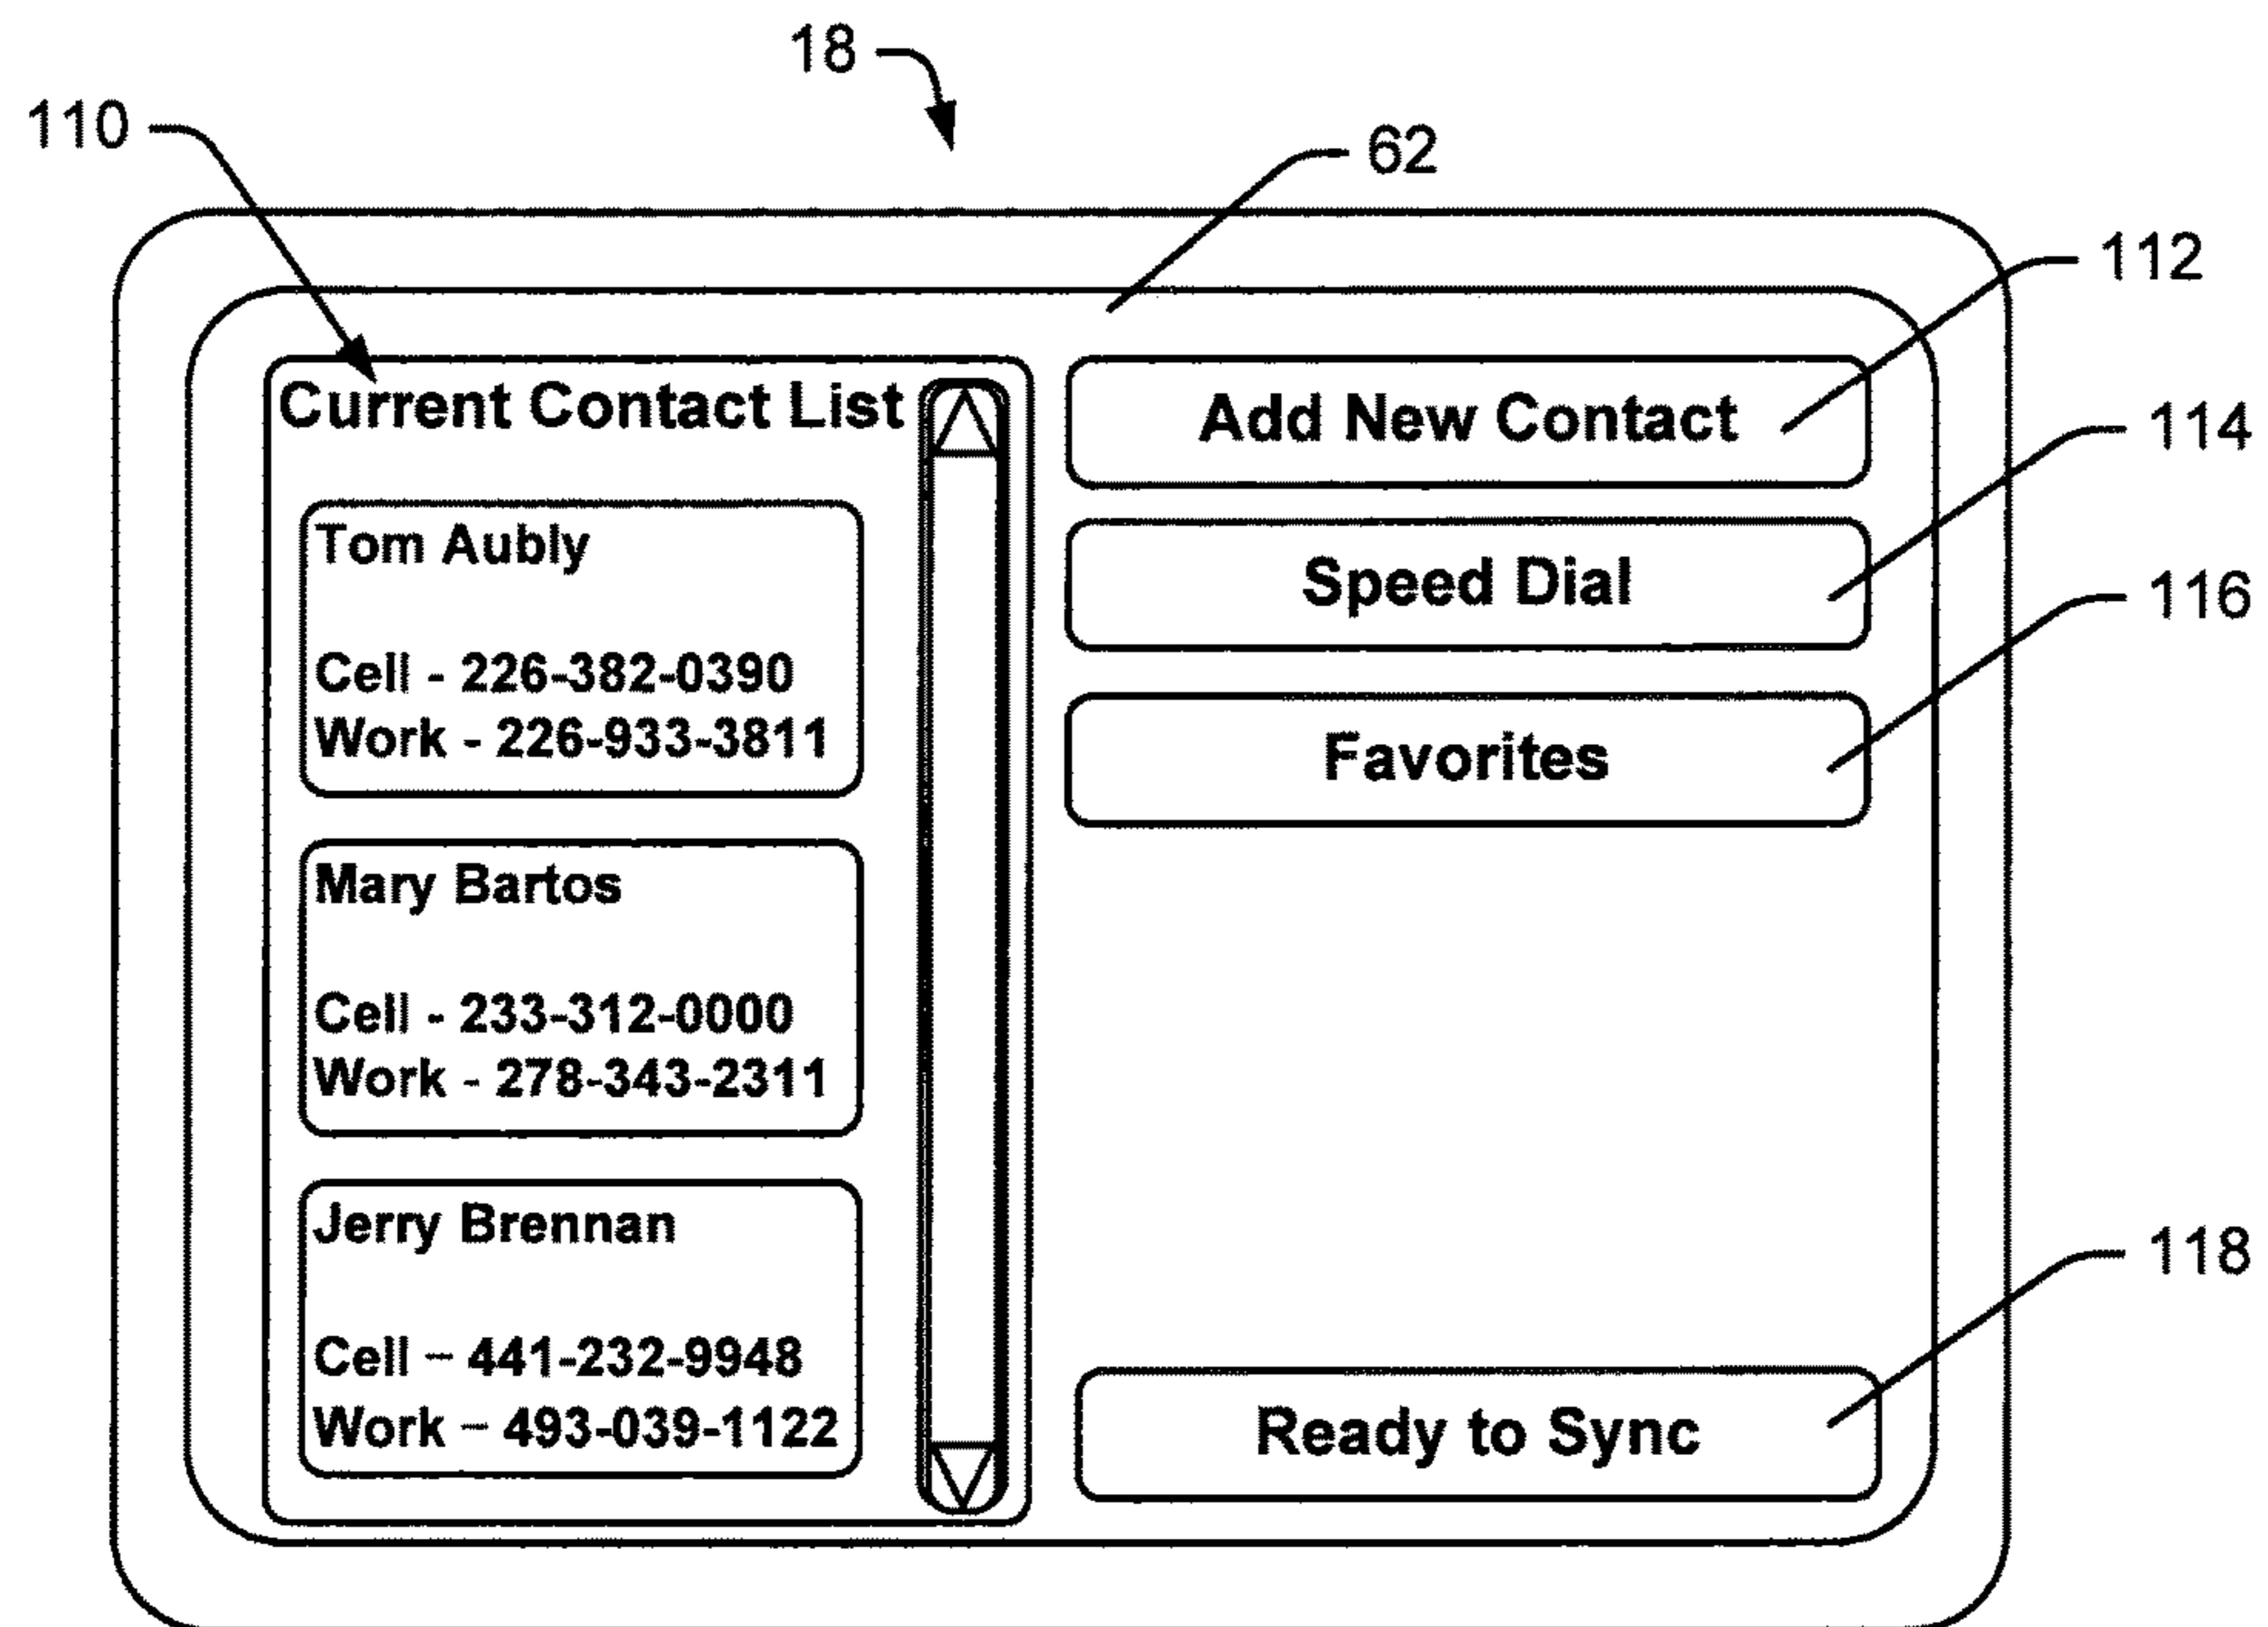 18
110
62
112
Current Contact List
Add New Contact
114
Tom Aubly
Speed Dial
116
Cell - 226-382-0390
Work - 226-933-3811
Favorites
Mary Bartos
Cell - 233-312-0000
Work - 278-343-2311
Jerry Brennan
118
Cell – 441-232-9948
Work – 493-039-1122
Ready to Sync